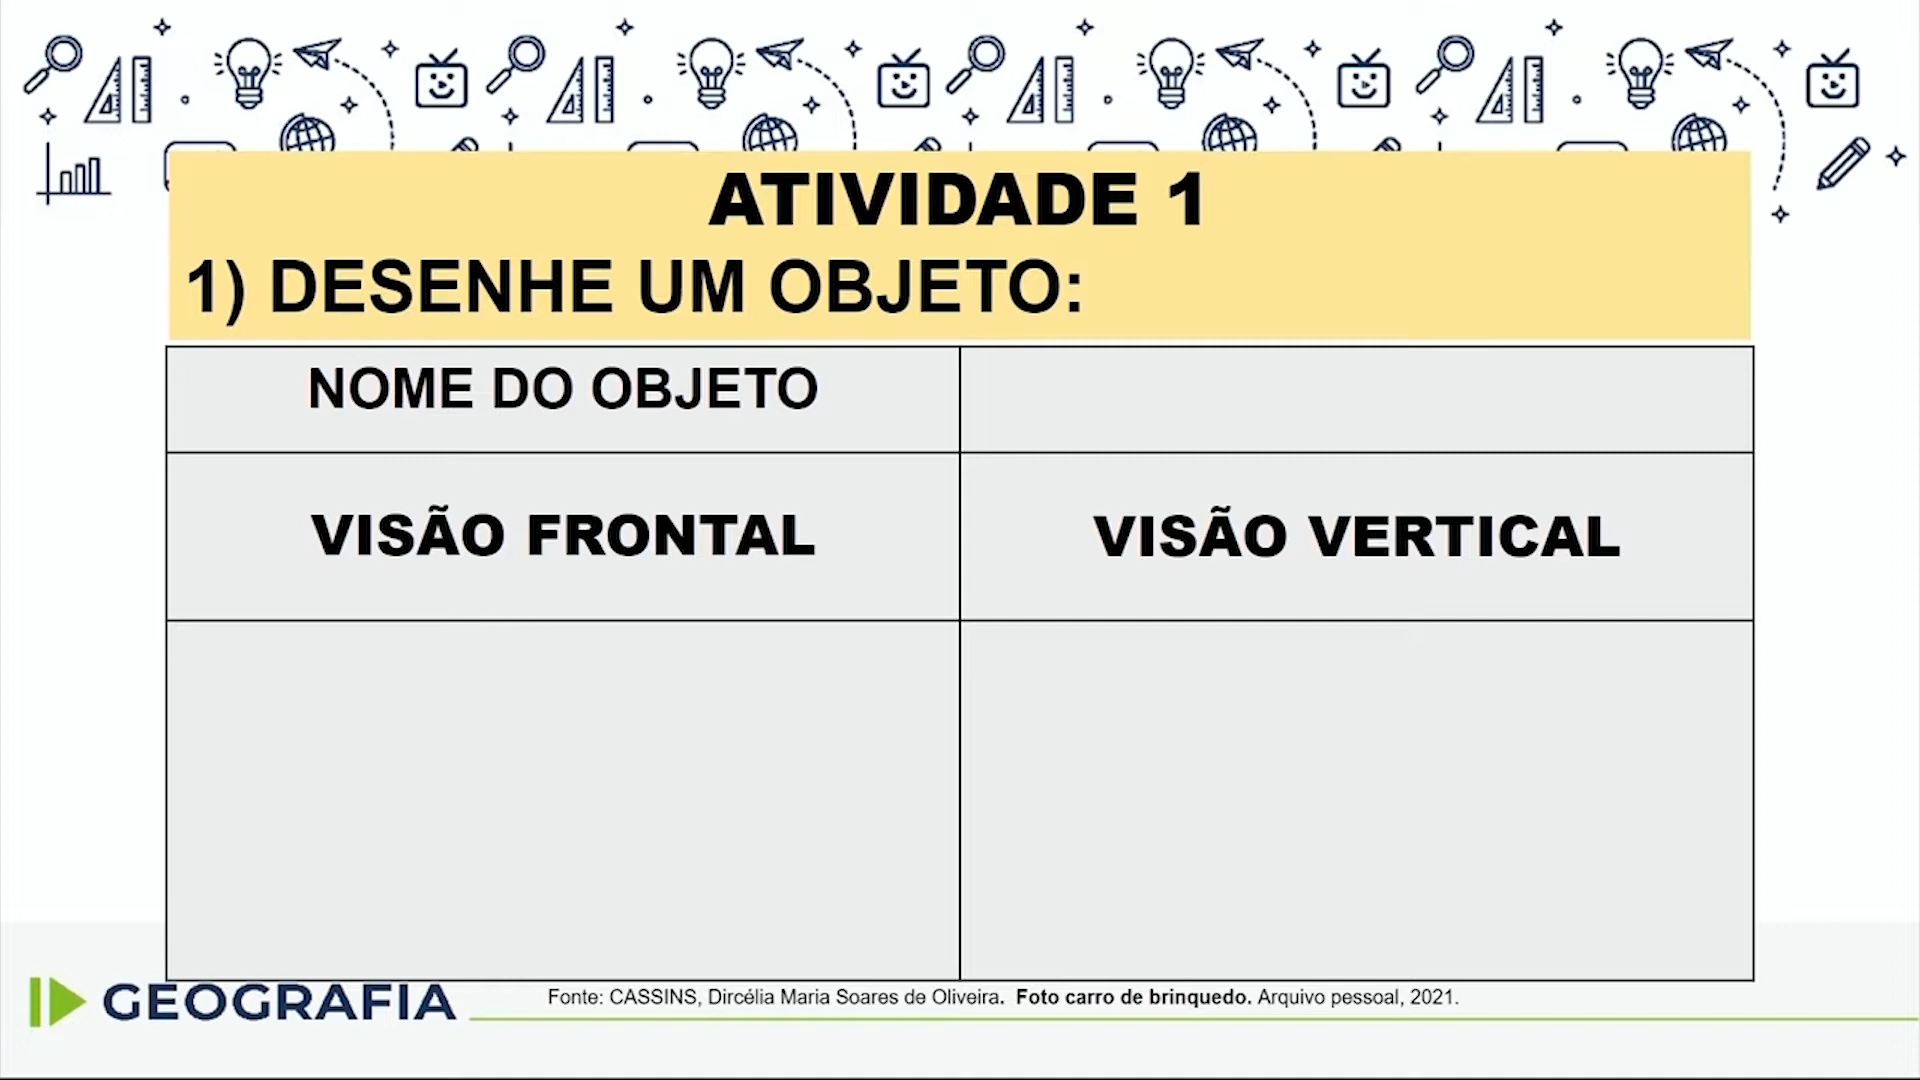 ATIVIDADE 1
1) DESENHE UM OBJETO:
NOME DO OBJETO
VISÃO FRONTAL
VISÃO VERTICAL
GEOGRAFIA
Fonte: CASSINS, Dircélia Maria Soares de Oliveira. Foto carro de brinquedo. Arquivo pessoal, 2021.